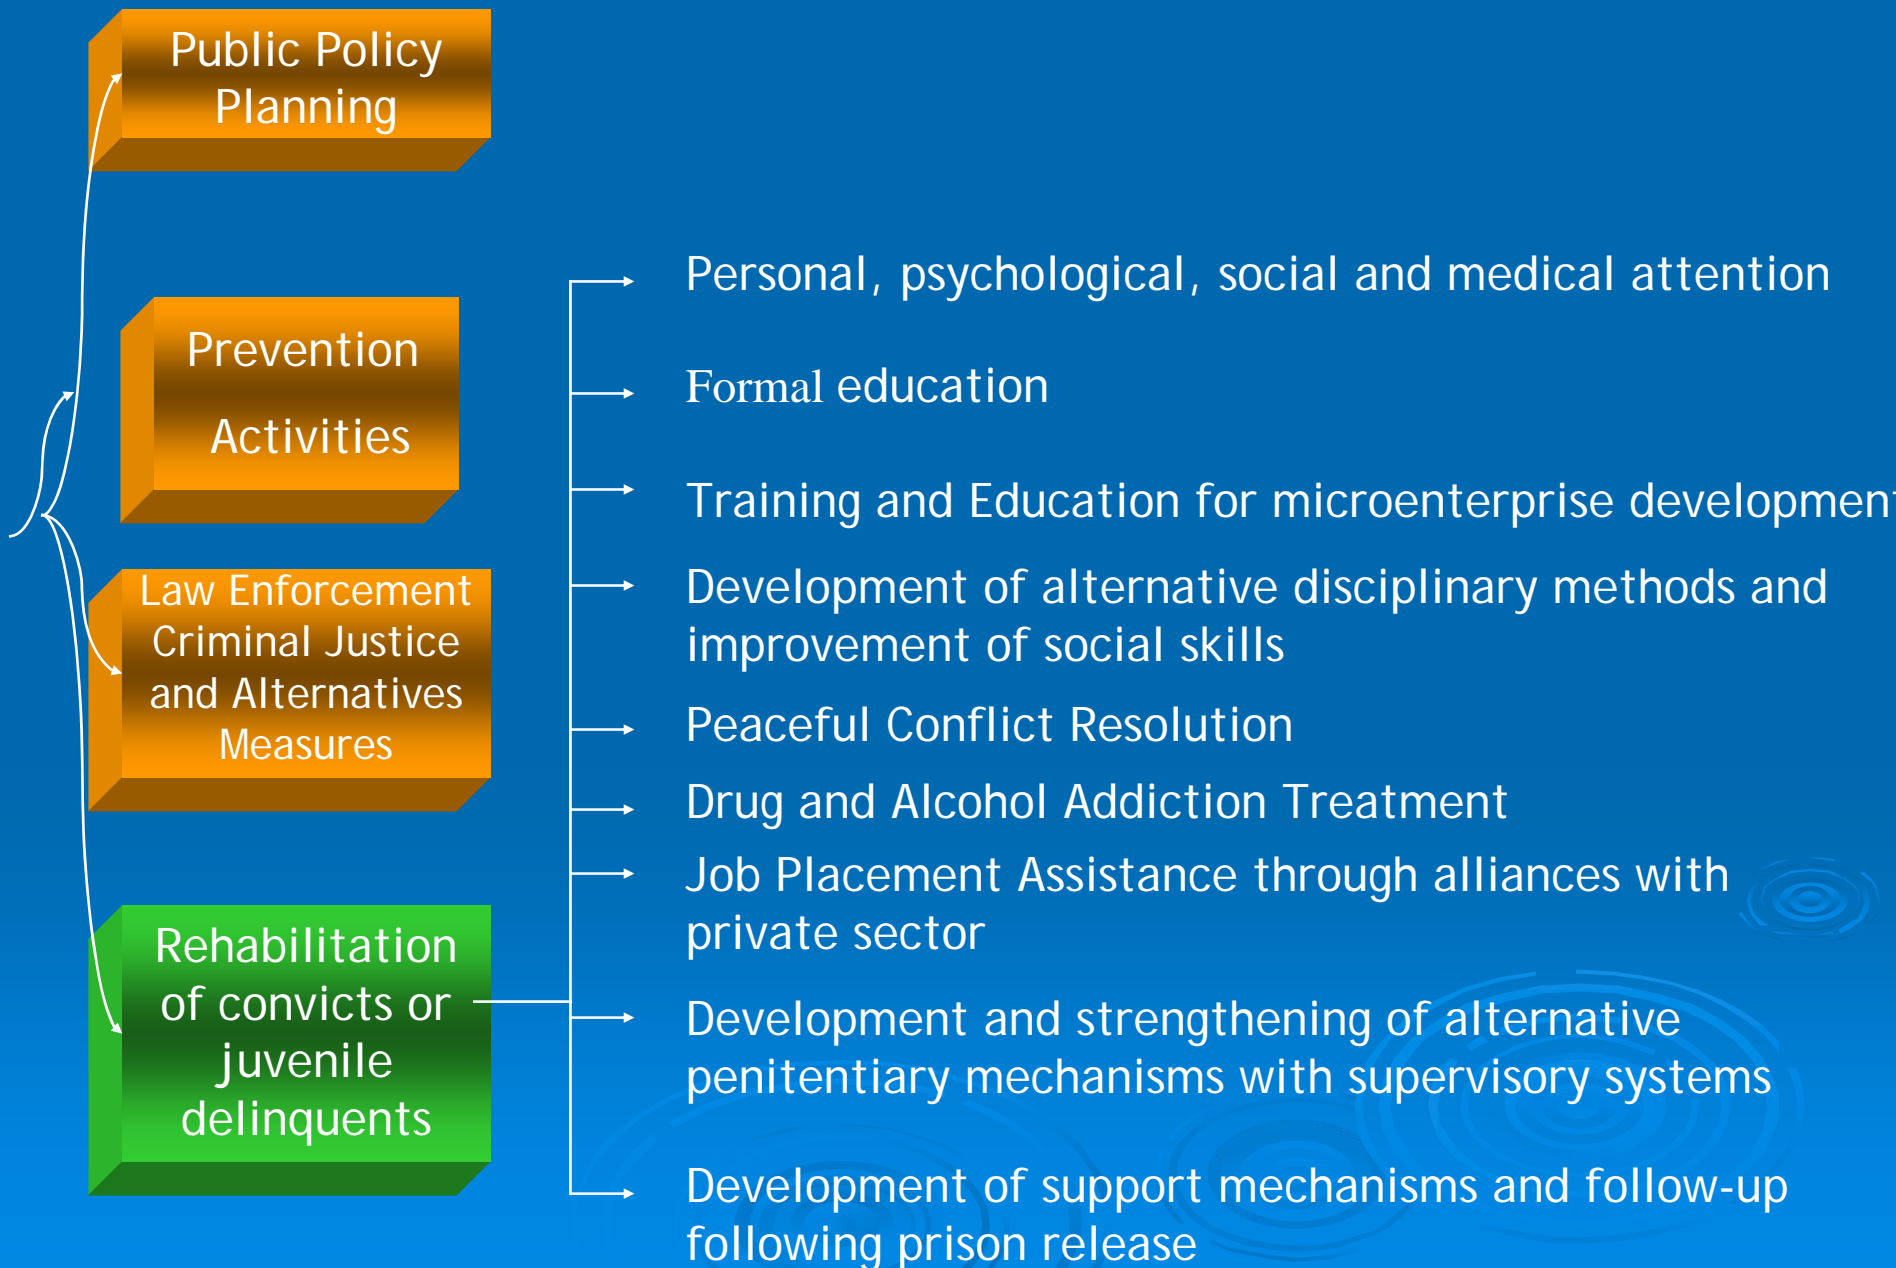 Public Policy
Planning
Prevention
Activities
Law Enforcement
Criminal Justice
and Alternatives
Measures
Rehabilitation
of convicts or
juvenile
delinquents
Personal, psychological, social and medical attention
Formal education
Training and Education for microenterprise development
Development of alternative disciplinary methods and
improvement of social skills
Peaceful Conflict Resolution
Drug and Alcohol Addiction Treatment
Job Placement Assistance through alliances with
private sector
Development and strengthening of alternative
penitentiary mechanisms with supervisory systems
Development of support mechanisms and follow-up
following prison release